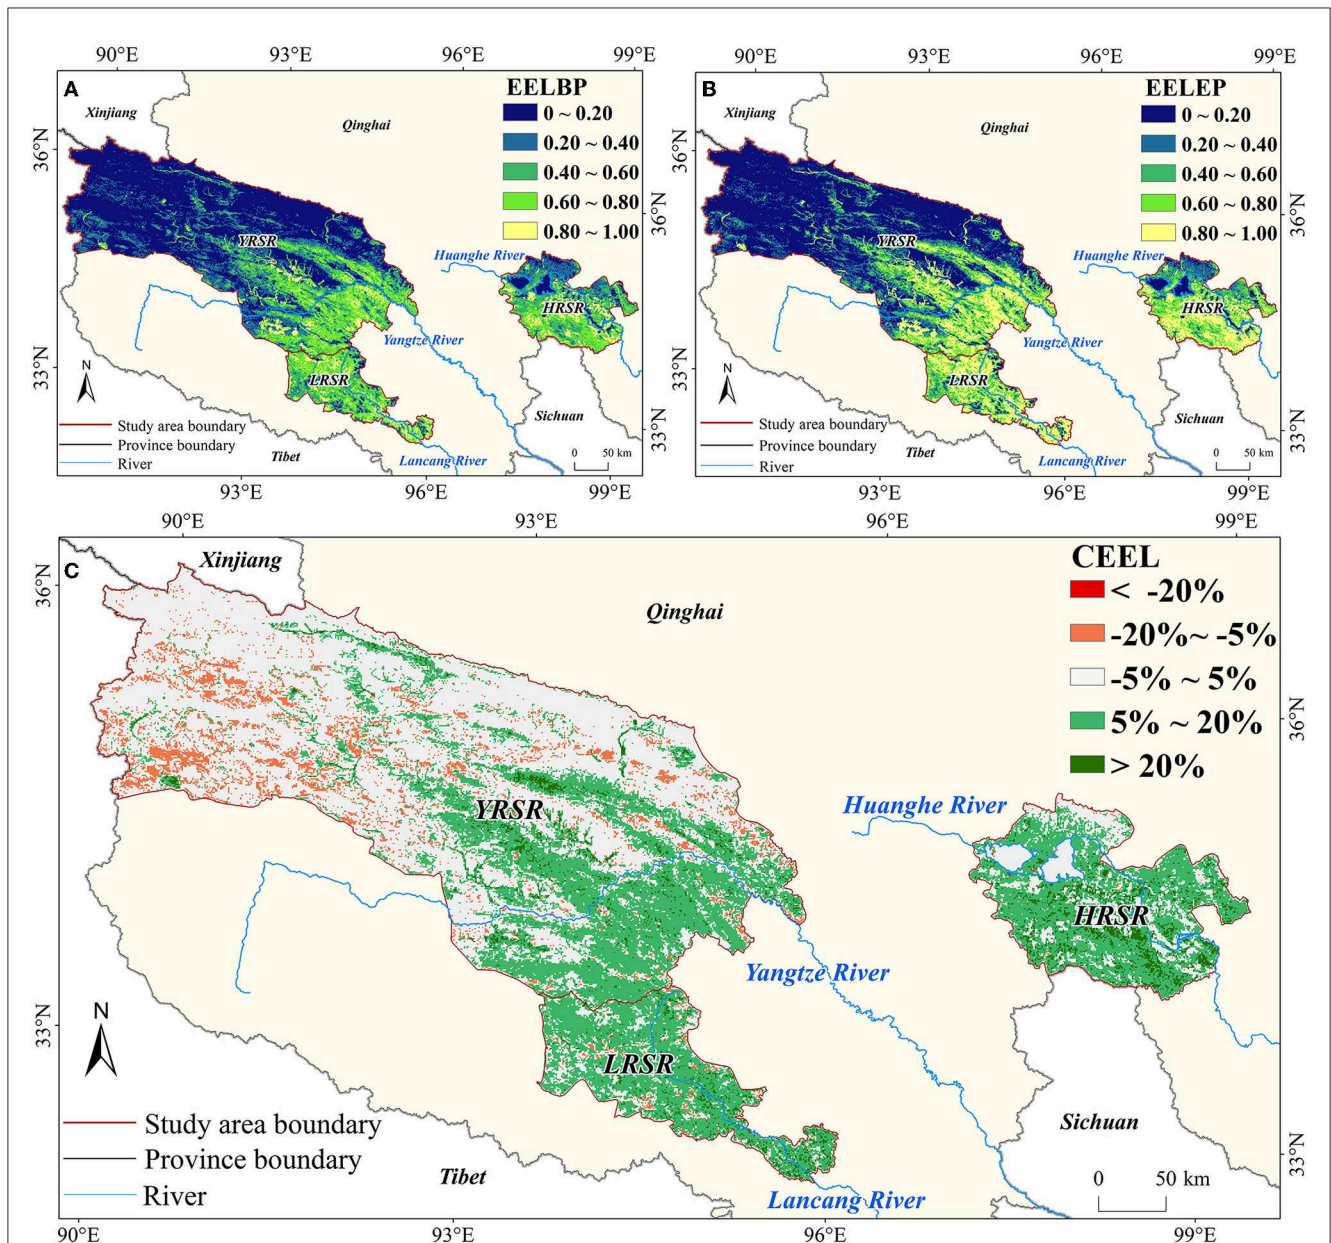 90°E 93°E 96°E 99°E
A
EELBP
0 ~ 0.20
0.20 ~ 0.40
0.40 ~ 0.60
0.60 ~ 0.80
0.80 ~ 1.00
Xinjiang
Qinghai
36°N
36°N
YRSR
Huanghe River
HRSR
Yangtze River
33°N
N
LRSR
Sichuan
33°N
Study area boundary
Province boundary
River
Tibet
Lancang River
0 50 km
93°E 96°E 99°E
90°E 93°E 96°E 99°E
B
EELEP
0 ~ 0.20
0.20 ~ 0.40
0.40 ~ 0.60
0.60 ~ 0.80
0.80 ~ 1.00
Xinjiang
Qinghai
36°N
36°N
YRSR
Huanghe River
HRSR
Yangtze River
33°N
N
LRSR
Sichuan
33°N
Study area boundary
Province boundary
River
Tibet
Lancang River
0 50 km
93°E 96°E 99°E
90°E 93°E 96°E 99°E
C
CEEL
< -20%
-20%~ -5%
-5% ~ 5%
5% ~ 20%
> 20%
Xinjiang
Qinghai
36°N
36°N
YRSR
Huanghe River
HRSR
Yangtze River
33°N
N
LRSR
Sichuan
33°N
Study area boundary
Province boundary
River
Tibet
Lancang River
0 50 km
90°E 93°E 96°E 99°E